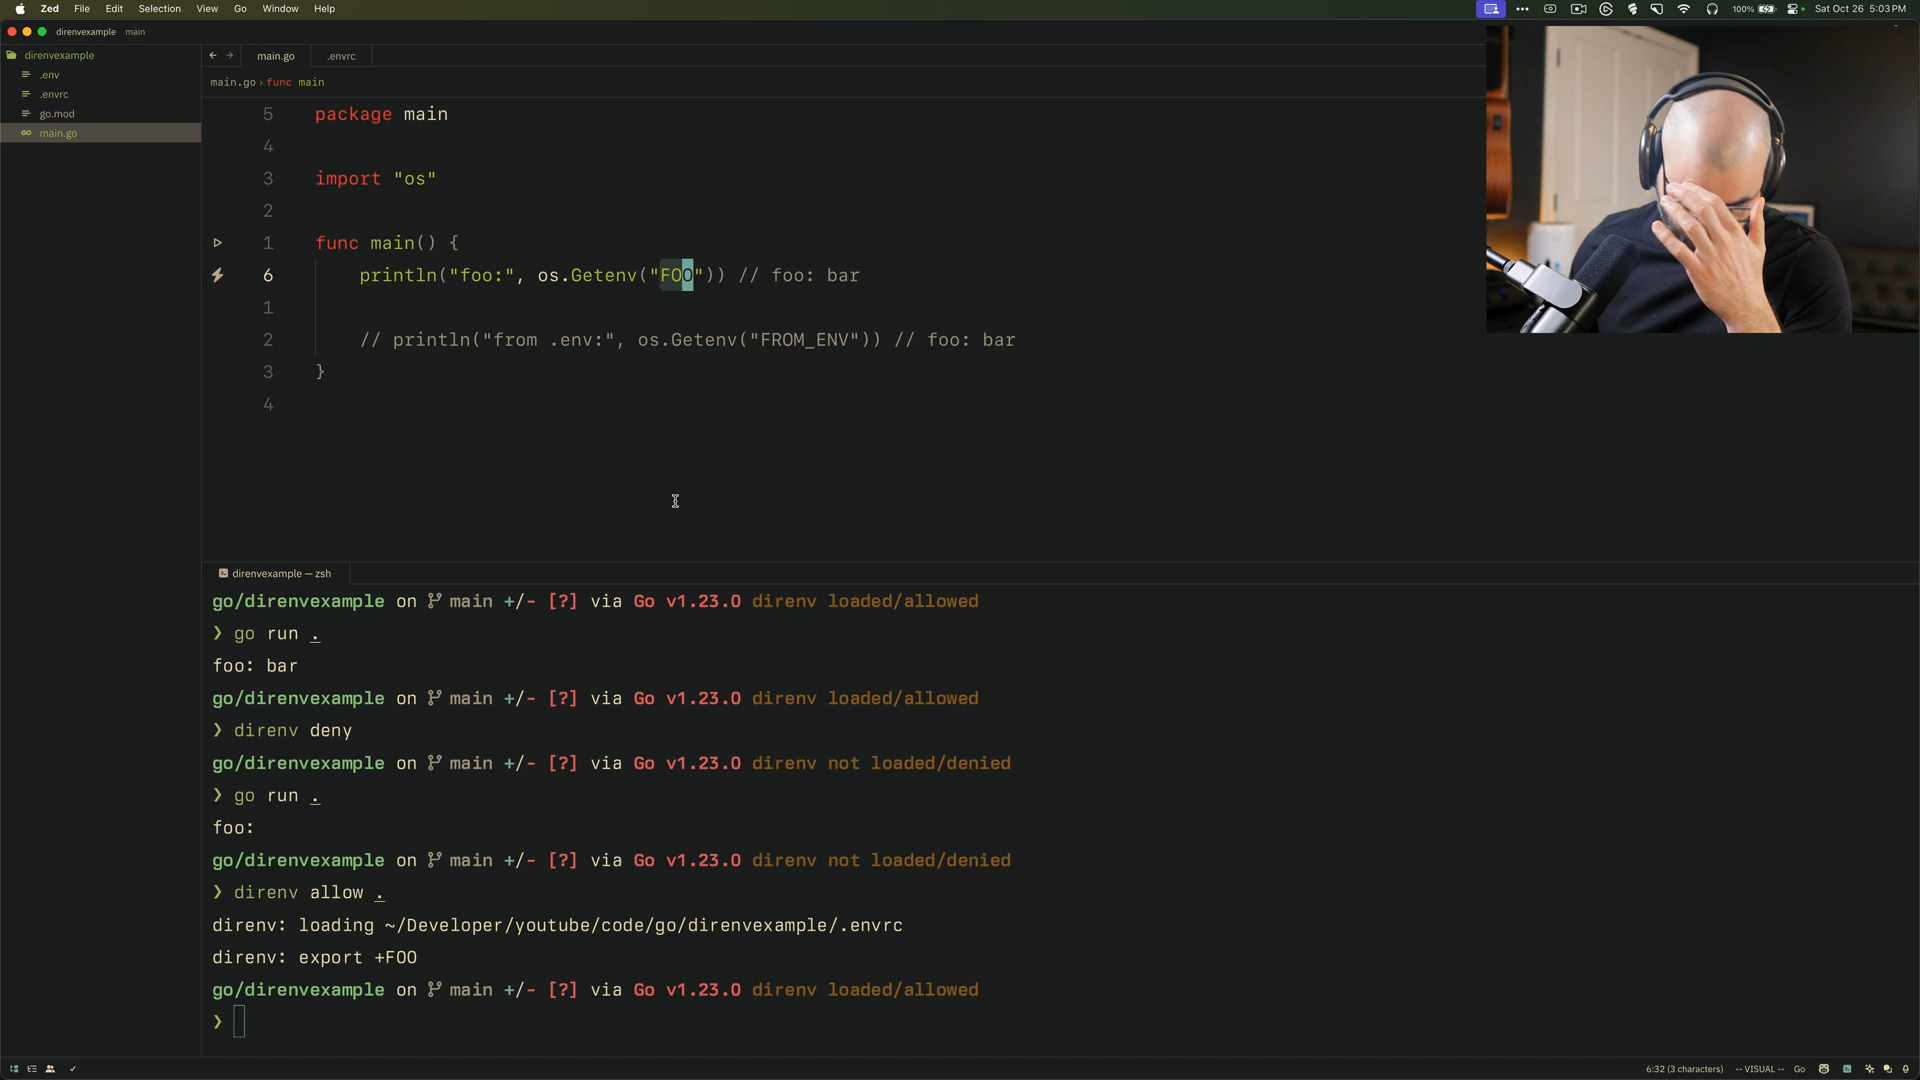 Zed File Edit Selection View Go Window Help
100% Sat Oct 26 5:03 PM
direnvexample main
direnvexample
.env
.envrc
go.mod
main.go
main.go .envrc
main.go › func main
5 package main
4
3 import "os"
2
1 func main() {
6 println("foo:", os.Getenv("FOO")) // foo: bar
1
2 // println("from .env:", os.Getenv("FROM_ENV")) // foo: bar
3 }
4
direnvexample — zsh
go/direnvexample on main +/- [?] via Go v1.23.0 direnv loaded/allowed
❯ go run .
foo: bar
go/direnvexample on main +/- [?] via Go v1.23.0 direnv loaded/allowed
❯ direnv deny
go/direnvexample on main +/- [?] via Go v1.23.0 direnv not loaded/denied
❯ go run .
foo:
go/direnvexample on main +/- [?] via Go v1.23.0 direnv not loaded/denied
❯ direnv allow .
direnv: loading ~/Developer/youtube/code/go/direnvexample/.envrc
direnv: export +FOO
go/direnvexample on main +/- [?] via Go v1.23.0 direnv loaded/allowed
❯
6:32 (3 characters) -- VISUAL -- Go